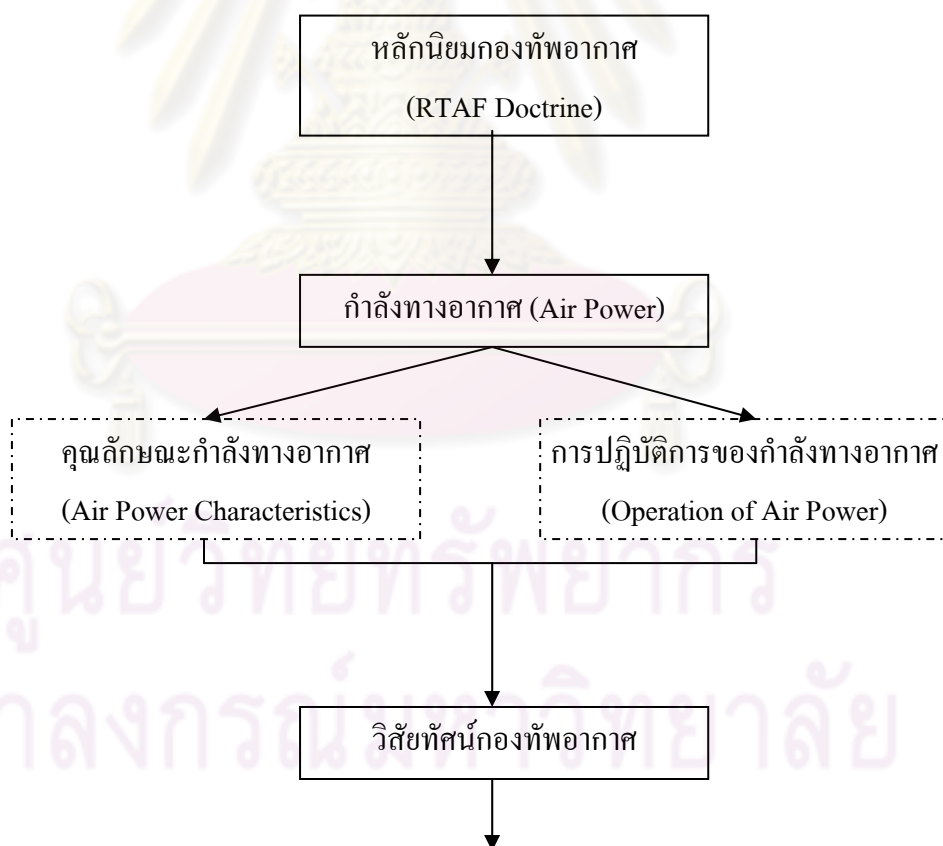 หลักนิยมกองทัพอากาศ
(RTAF Doctrine)
กำลังทางอากาศ (Air Power)
คุณลักษณะกำลังทางอากาศ
(Air Power Characteristics)
การปฏิบัติการของกำลังทางอากาศ
(Operation of Air Power)
ศูนย์วิทยทรัพยากร
วิสัยทัศน์กองทัพอากาศ
าลงกรณ์มหาวิทยาลัย